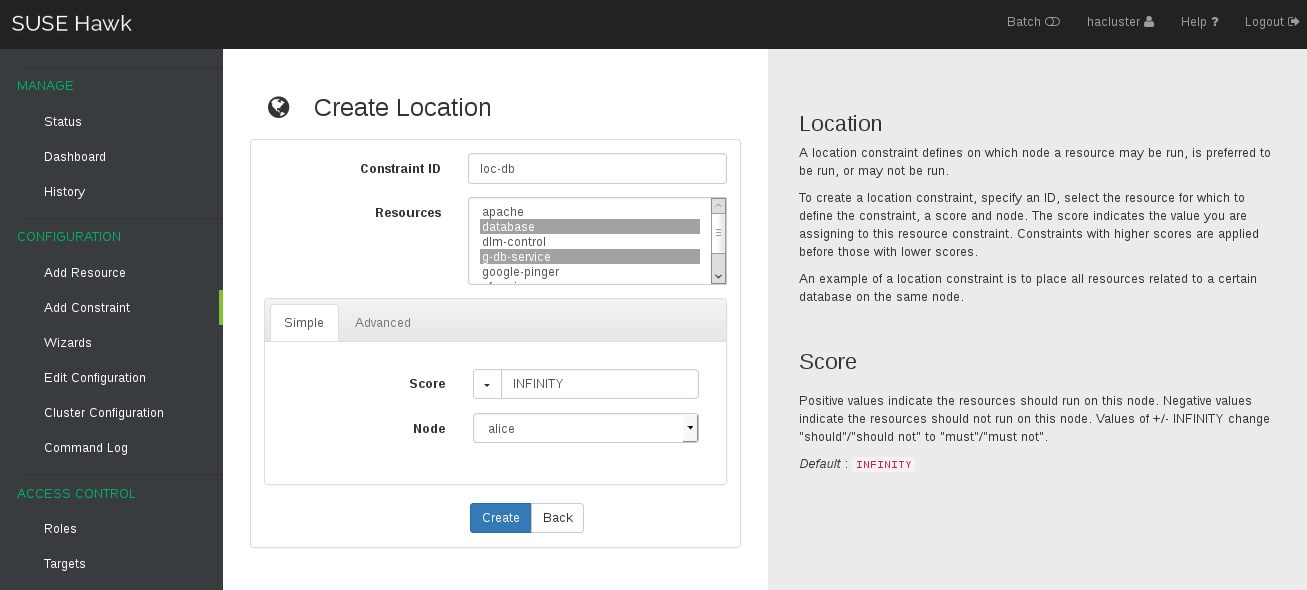 SUSE Hawk
Batch
hacluster
Help ?
Logout
MANAGE
Status
Dashboard
History
CONFIGURATION
Add Resource
Add Constraint
Wizards
Edit Configuration
Cluster Configuration
Command Log
ACCESS CONTROL
Roles
Targets
Create Location
Constraint ID
loc-db
Resources
apache
database
dlm-control
g-db-service
google-pinger
Simple
Advanced
Score
INFINITY
Node
alice
Create
Back
Location
A location constraint defines on which node a resource may be run, is preferred to
be run, or may not be run.
To create a location constraint, specify an ID, select the resource for which to
define the constraint, a score and node. The score indicates the value you are
assigning to this resource constraint. Constraints with higher scores are applied
before those with lower scores.
An example of a location constraint is to place all resources related to a certain
database on the same node.
Score
Positive values indicate the resources should run on this node. Negative values
indicate the resources should not run on this node. Values of +/- INFINITY change
"should"/"should not" to "must"/"must not".
Default : INFINITY